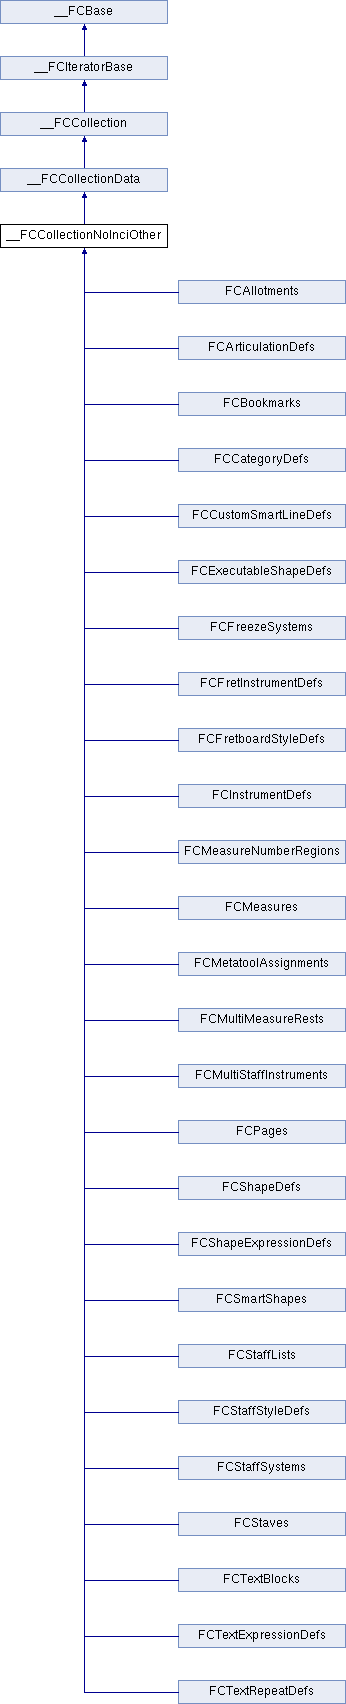 __FCBase
__FCIteratorBase
__FCCollection
__FCCollectionData
__FCCollectionNoInciOther
FCAllotments
FCArticulationDefs
FCBookmarks
FCCategoryDefs
FCCustomSmartLineDefs
FCExecutableShapeDefs
FCFreezeSystems
FCFretInstrumentDefs
FCFretboardStyleDefs
FCInstrumentDefs
FCMeasureNumberRegions
FCMeasures
FCMetatoolAssignments
FCMultiMeasureRests
FCMultiStaffInstruments
FCPages
FCShapeDefs
FCShapeExpressionDefs
FCSmartShapes
FCStaffLists
FCStaffStyleDefs
FCStaffSystems
FCStaves
FCTextBlocks
FCTextExpressionDefs
FCTextRepeatDefs